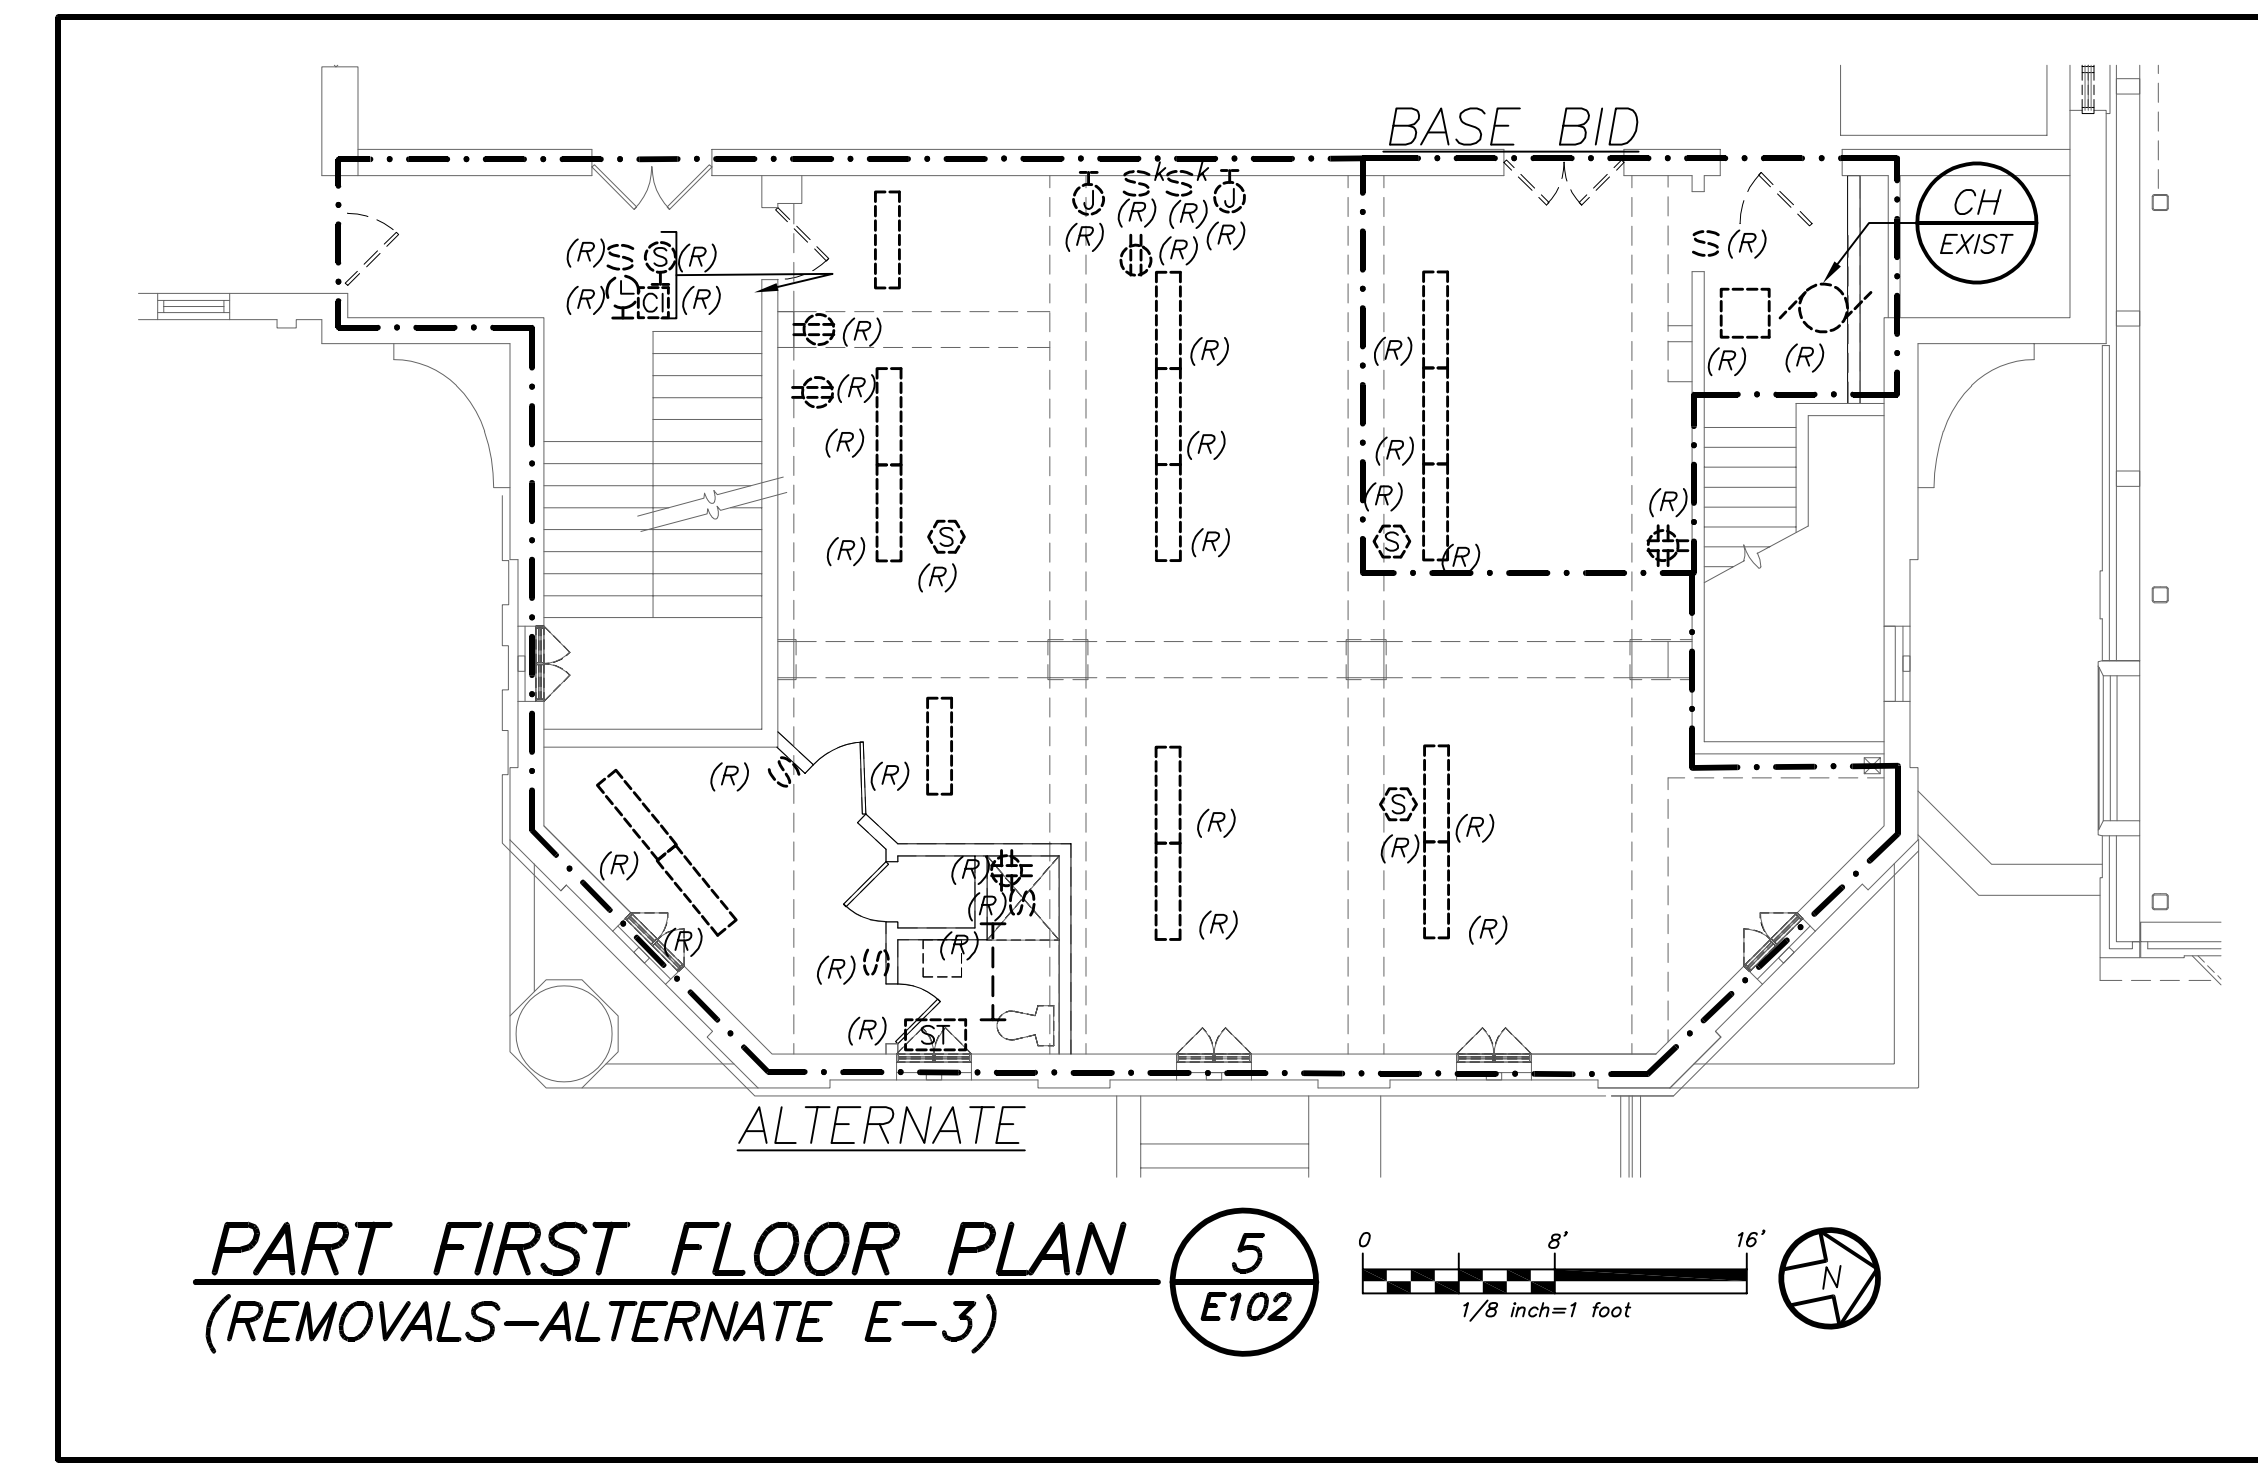 BASE BID
k k
J S S J
(R) (R) (R) (R)
CH
EXIST
(R) S S (R)
(R)
S (R)
(R) L CI (R)
(R)
(R) (R)
(R) (R)
(R)
(R) (R) (R)
(R) (R)
(R) S S (R) (R)
(R)
(R) S (R)
S
(R) (R)
(R)
(R) (R)
(R) S
(R) (R) (R) (R)
(R) S
(R) ST
ALTERNATE
PART FIRST FLOOR PLAN
(REMOVALS-ALTERNATE E-3)
5
E102
0 8' 16'
1/8 inch=1 foot
N